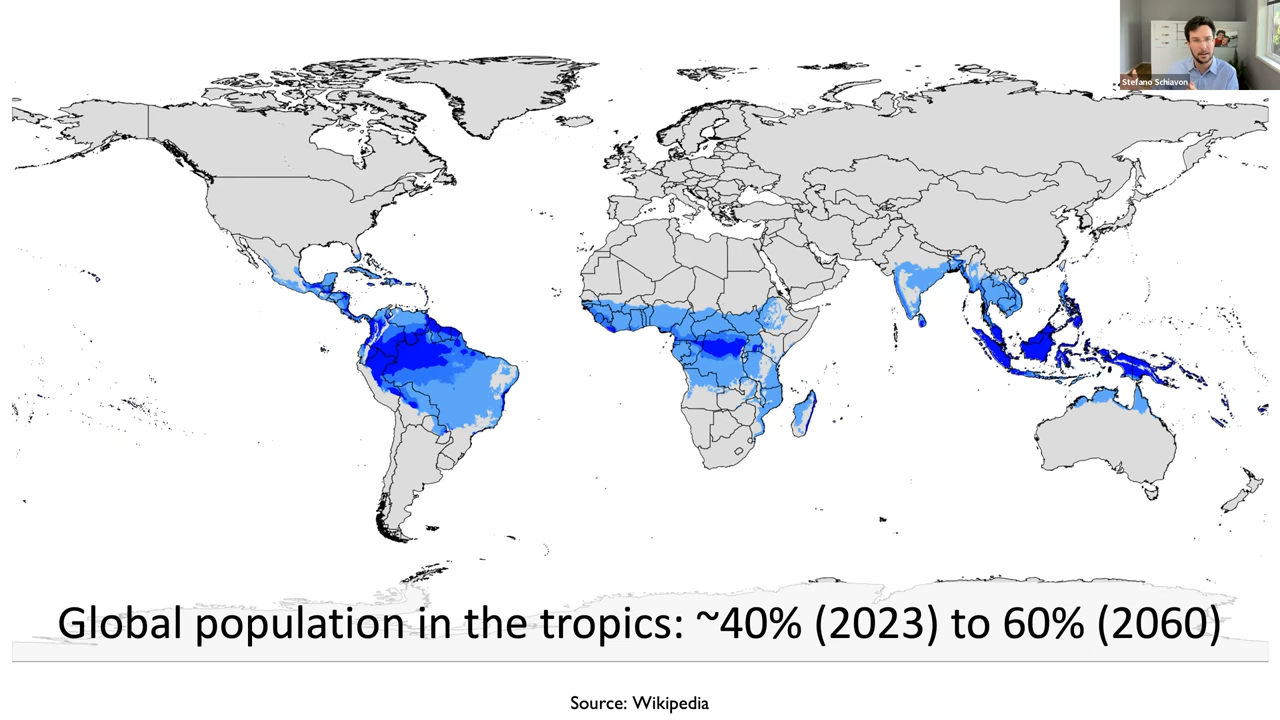 Stefano Schiavon
Global population in the tropics: ~40% (2023) to 60% (2060)
Source: Wikipedia